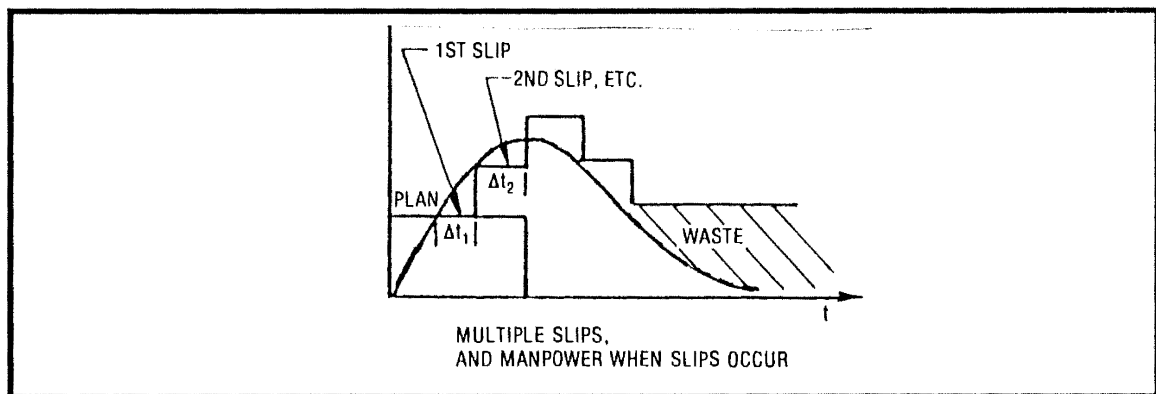 1ST SLIP
2ND SLIP, ETC.
PLAN
Δt₂
Δt₁
WASTE
t
MULTIPLE SLIPS,
AND MANPOWER WHEN SLIPS OCCUR